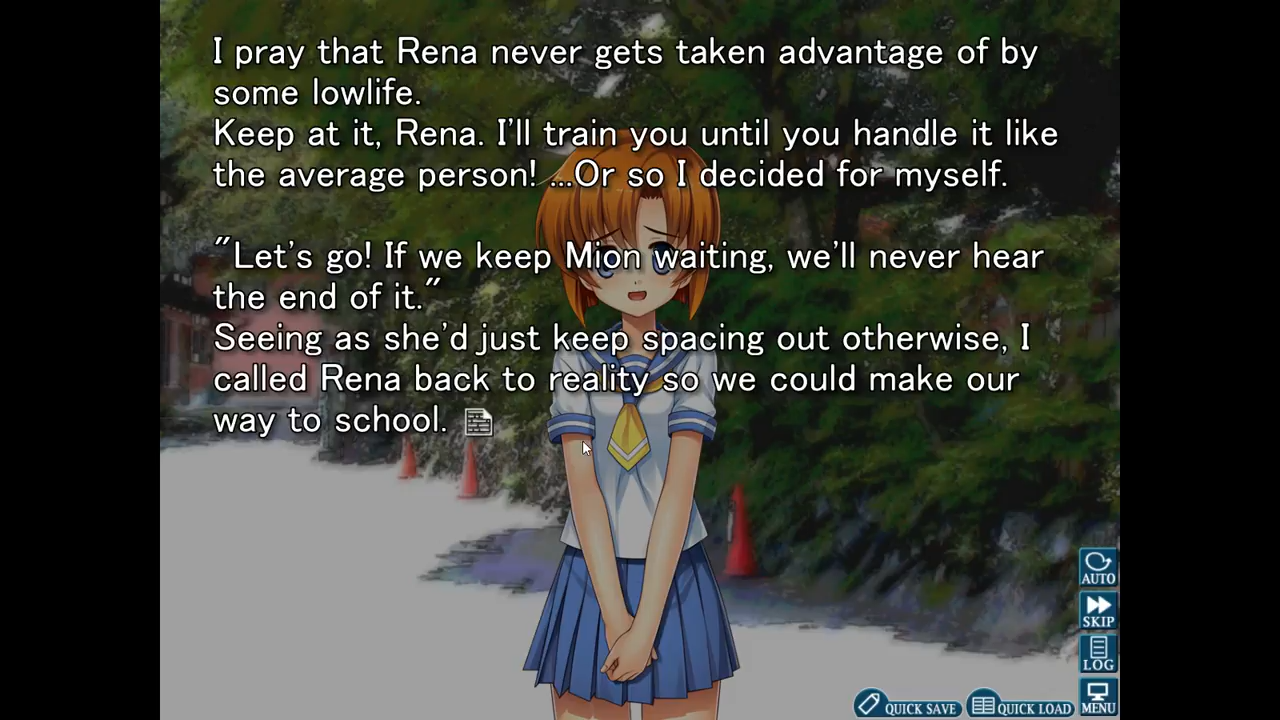 I pray that Rena never gets taken advantage of by
some lowlife.
Keep at it, Rena. I'll train you until you handle it like
the average person! ...Or so I decided for myself.
"Let's go! If we keep Mion waiting, we'll never hear
the end of it."
Seeing as she'd just keep spacing out otherwise, I
called Rena back to reality so we could make our
way to school.
AUTO
SKIP
LOG
QUICK SAVE QUICK LOAD MENU